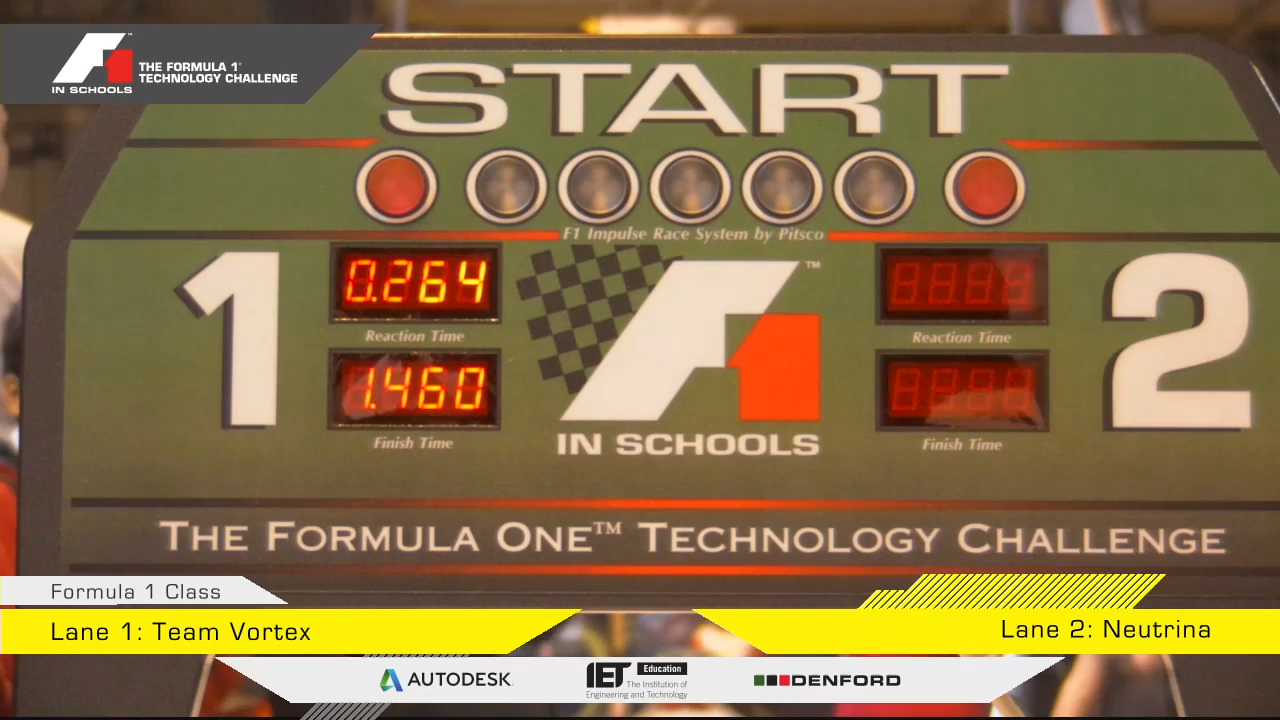 THE FORMULA 1®
TECHNOLOGY CHALLENGE
IN SCHOOLS
START
F1 Impulse Race System by Pitsco
1
0.264
Reaction Time
1.460
Finish Time
™
IN SCHOOLS
Reaction Time
Finish Time
2
THE FORMULA ONE™ TECHNOLOGY CHALLENGE
Formula 1 Class
Lane 1: Team Vortex
Lane 2: Neutrina
AUTODESK.
IET Education
The Institution of
Engineering and Technology
DENFORD